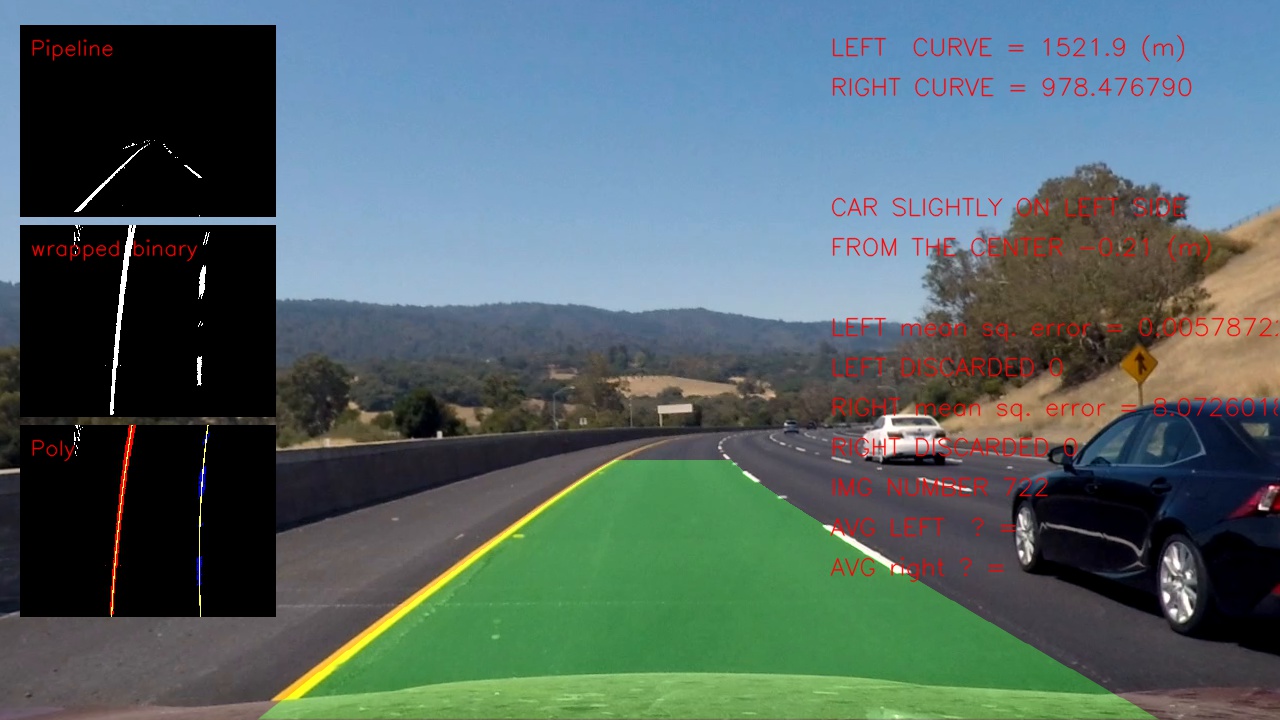 Pipeline
wrapped binary
Poly
LEFT CURVE = 1521.9 (m)
RIGHT CURVE = 978.476790
CAR SLIGHTLY ON LEFT SIDE
FROM THE CENTER -0.21 (m)
LEFT mean sq. error = 0.0057872
LEFT DISCARDED 0
RIGHT mean sq. error = 8.072601
RIGHT DISCARDED 0
IMG NUMBER 722
AVG LEFT ? =
AVG right ? =